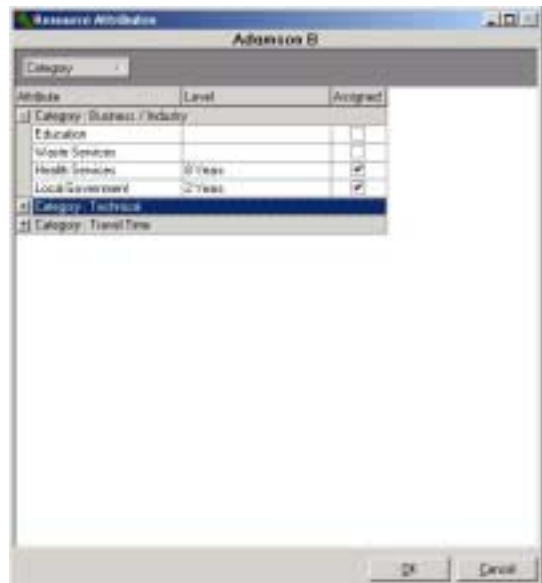 Resource Attributes
Adamson B
Category
Attribute Level Assigned
Category : Business / Industry
Education
Waste Services
Health Services 8 Years
Local Government 2 Years
Category : Technical
Category : Travel Time
OK Cancel